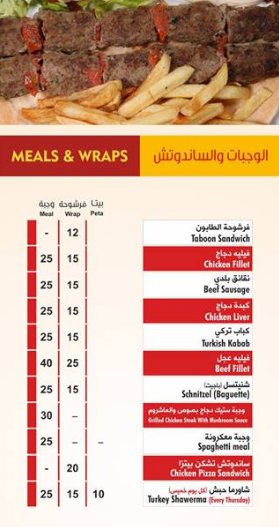 MEALS & WRAPS
الوجبات والساندوتش
وجبة فرشوحة بيتا
Meal Wrap Peta
- 12
فرشوحة الطابون
Taboon Sandwich
25 15
فيليه دجاج
Chicken Fillet
25 15
نقانق بلدي
Beef Sausage
25 15
كبدة دجاج
Chicken Liver
25 15
كباب تركي
Turkish Kabab
40 25
فيليه عجل
Beef Fillet
25 15
شنيتسل (باجيت)
Schnitzel (Baguette)
30 –
وجبة ستيك دجاج بصوص والماشروم
Grilled Chicken Steak With Mushroom Sauce
25 – –
وجبة معكرونة
Spaghetti meal
- 20
ساندوتش تشكن بيتزا
Chicken Pizza Sandwich
25 15 10
شاورما حبش (كل يوم خميس)
Turkey Shawerma (Every Thursday)